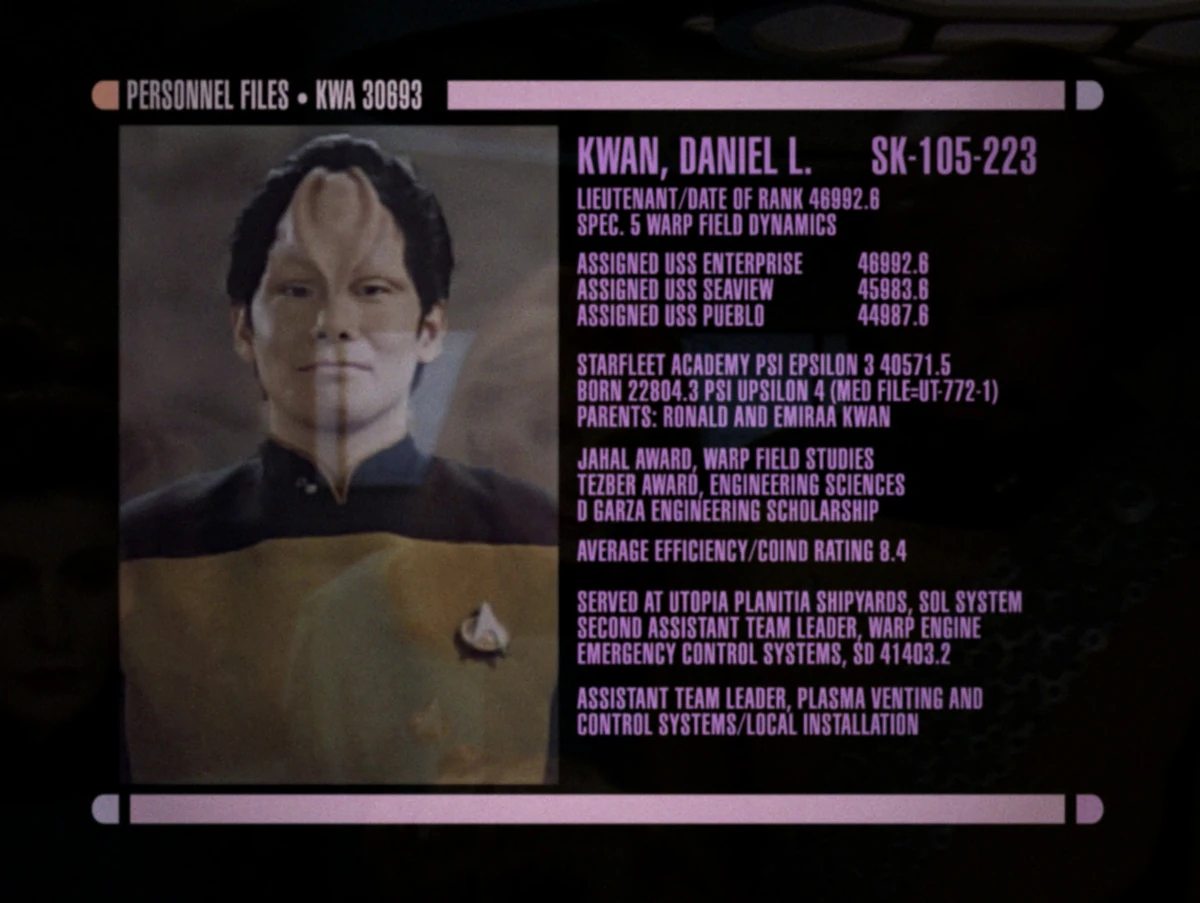 PERSONNEL FILES • KWA 30693
KWAN, DANIEL L. SK-105-223
LIEUTENANT/DATE OF RANK 46992.6
SPEC. 5 WARP FIELD DYNAMICS
ASSIGNED USS ENTERPRISE 46992.6
ASSIGNED USS SEAVIEW 45983.6
ASSIGNED USS PUEBLO 44987.6
STARFLEET ACADEMY PSI EPSILON 3 40571.5
BORN 22804.3 PSI UPSILON 4 (MED FILE=UT-772-1)
PARENTS: RONALD AND EMIRAA KWAN
JAHAL AWARD, WARP FIELD STUDIES
TEZBER AWARD, ENGINEERING SCIENCES
D GARZA ENGINEERING SCHOLARSHIP
AVERAGE EFFICIENCY/COIND RATING 8.4
SERVED AT UTOPIA PLANITIA SHIPYARDS, SOL SYSTEM
SECOND ASSISTANT TEAM LEADER, WARP ENGINE
EMERGENCY CONTROL SYSTEMS, SD 41403.2
ASSISTANT TEAM LEADER, PLASMA VENTING AND
CONTROL SYSTEMS/LOCAL INSTALLATION